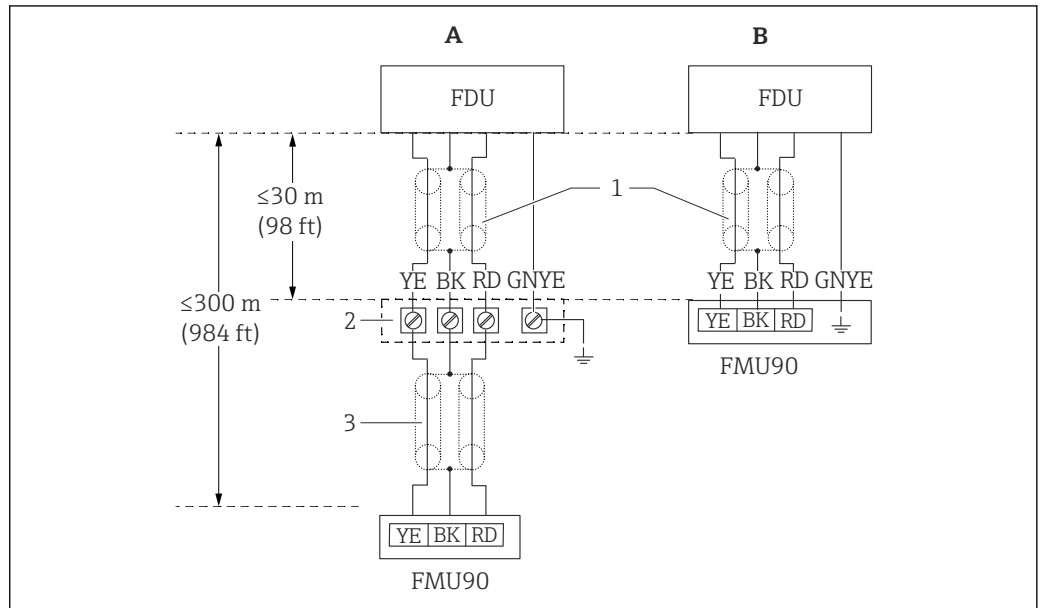 A
B
FDU
FDU
≤30 m
(98 ft)
1
YE BK RD GNYE
YE BK RD GNYE
≤300 m
(984 ft)
2
YE BK RD
FMU90
3
YE BK RD
FMU90